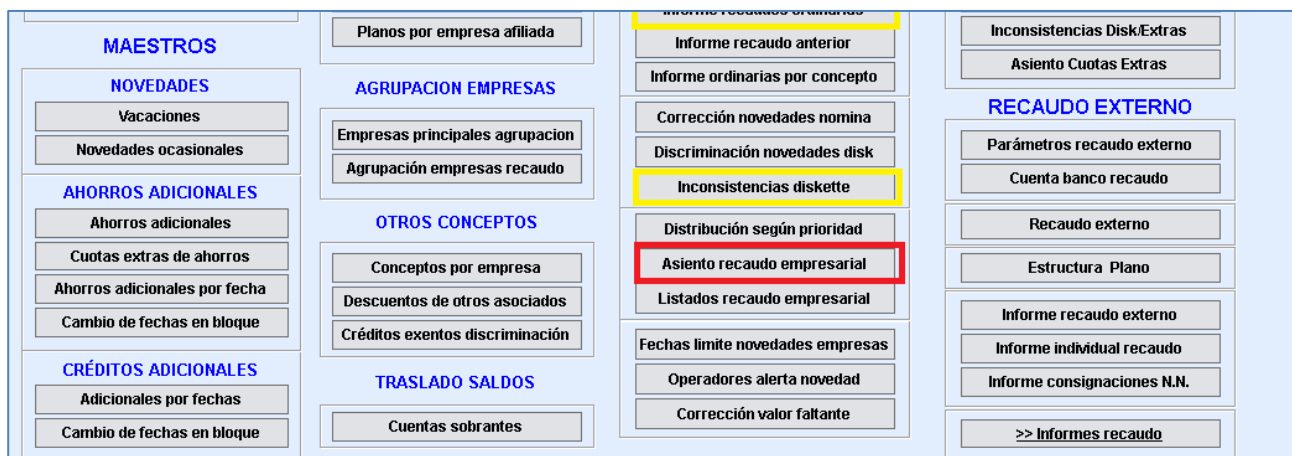 MAESTROS
NOVEDADES
Vacaciones
Novedades ocasionales
AHORROS ADICIONALES
Ahorros adicionales
Cuotas extras de ahorros
Ahorros adicionales por fecha
Cambio de fechas en bloque
CRÉDITOS ADICIONALES
Adicionales por fechas
Cambio de fechas en bloque
Planos por empresa afiliada
AGRUPACION EMPRESAS
Empresas principales agrupacion
Agrupación empresas recaudo
OTROS CONCEPTOS
Conceptos por empresa
Descuentos de otros asociados
Créditos exentos discriminación
TRASLADO SALDOS
Cuentas sobrantes
Informe recaudos ordinarios
Informe recaudo anterior
Informe ordinarias por concepto
Corrección novedades nomina
Discriminación novedades disk
Inconsistencias diskette
Distribución según prioridad
Asiento recaudo empresarial
Listados recaudo empresarial
Fechas limite novedades empresas
Operadores alerta novedad
Corrección valor faltante
Inconsistencias Disk/Extras
Asiento Cuotas Extras
RECAUDO EXTERNO
Parámetros recaudo externo
Cuenta banco recaudo
Recaudo externo
Estructura Plano
Informe recaudo externo
Informe individual recaudo
Informe consignaciones N.N.
>> Informes recaudo